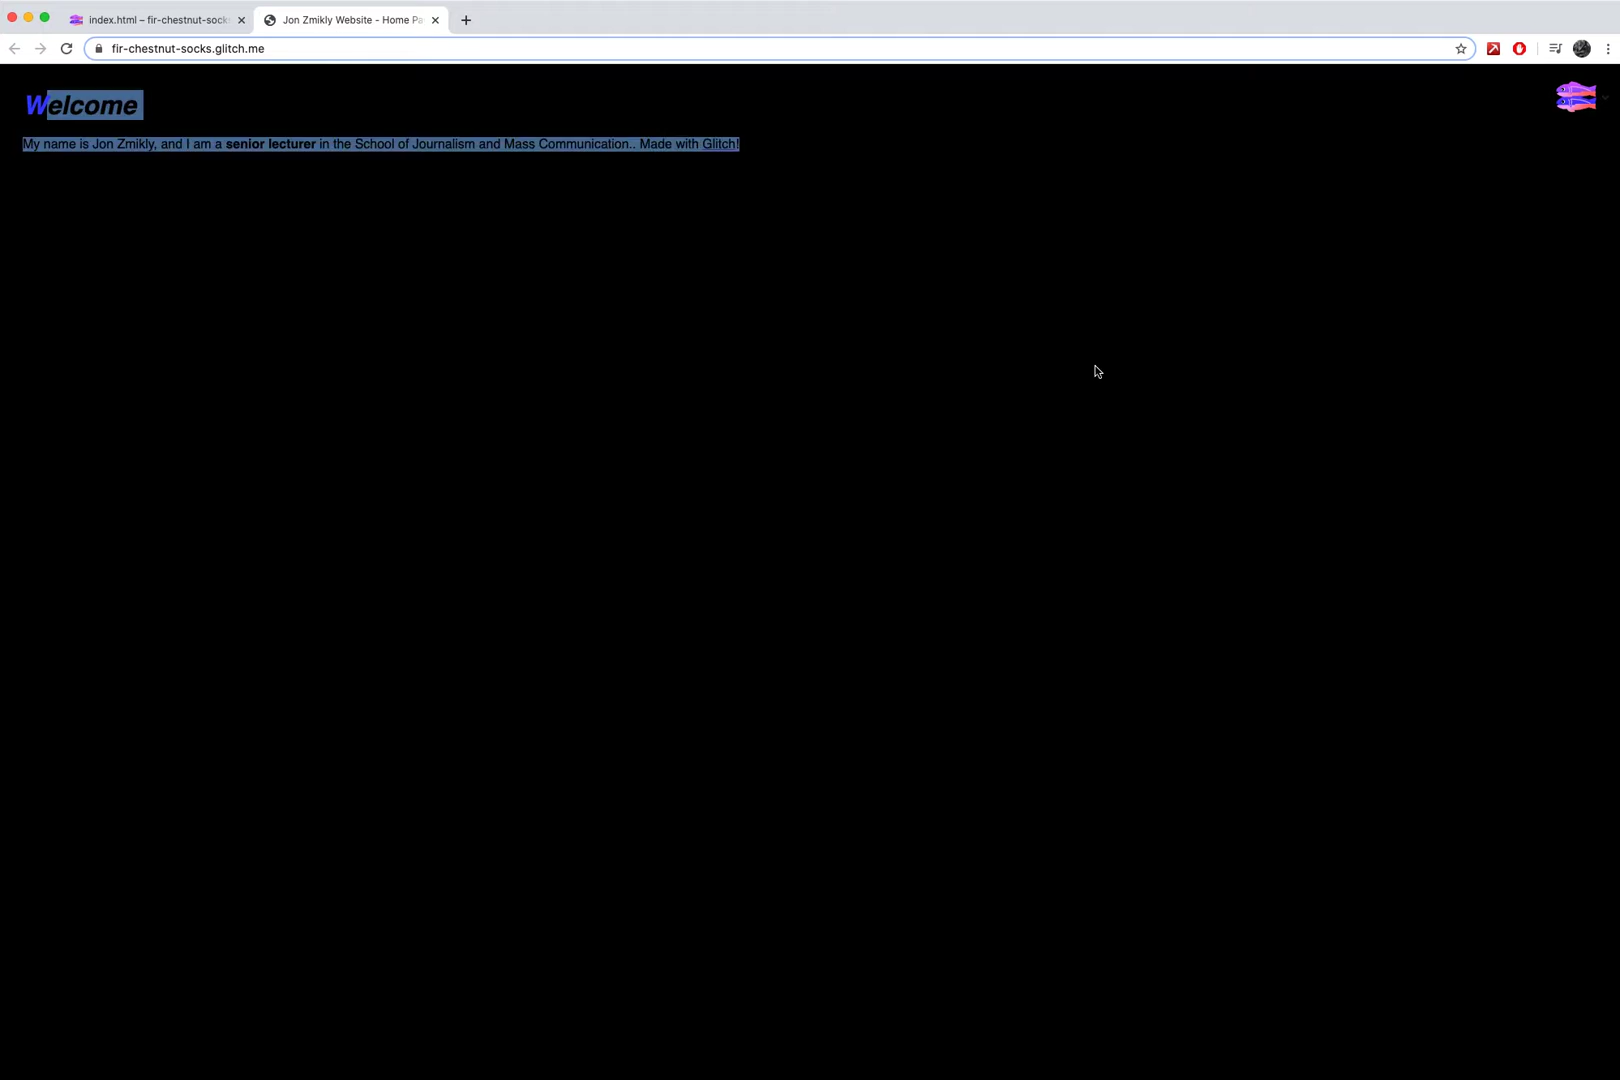 index.html – fir-chestnut-socks
Jon Zmikly Website - Home Pa
fir-chestnut-socks.glitch.me
Welcome
My name is Jon Zmikly, and I am a senior lecturer in the School of Journalism and Mass Communication.. Made with Glitch!